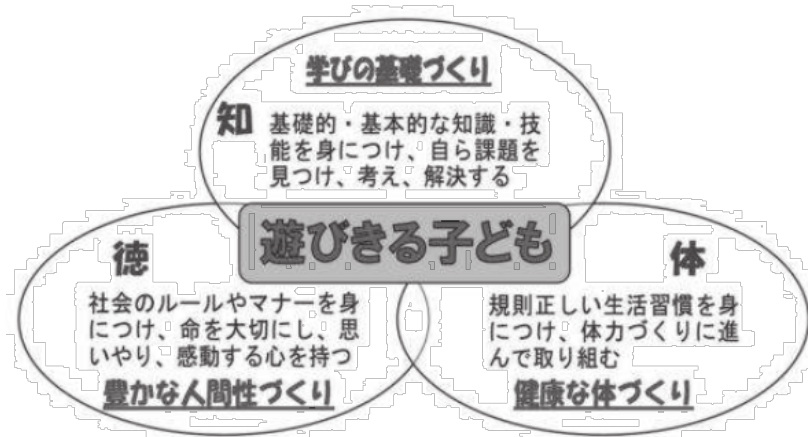 学びの基礎づくり
知
基礎的・基本的な知識・技
能を身につけ、自ら課題を
見つけ、考え、解決する
遊びきる子ども
徳
社会のルールやマナーを身
につけ、命を大切にし、思
いやり、感動する心を持つ
豊かな人間性づくり
体
規則正しい生活習慣を身
につけ、体力づくりに進
んで取り組む
健康な体づくり